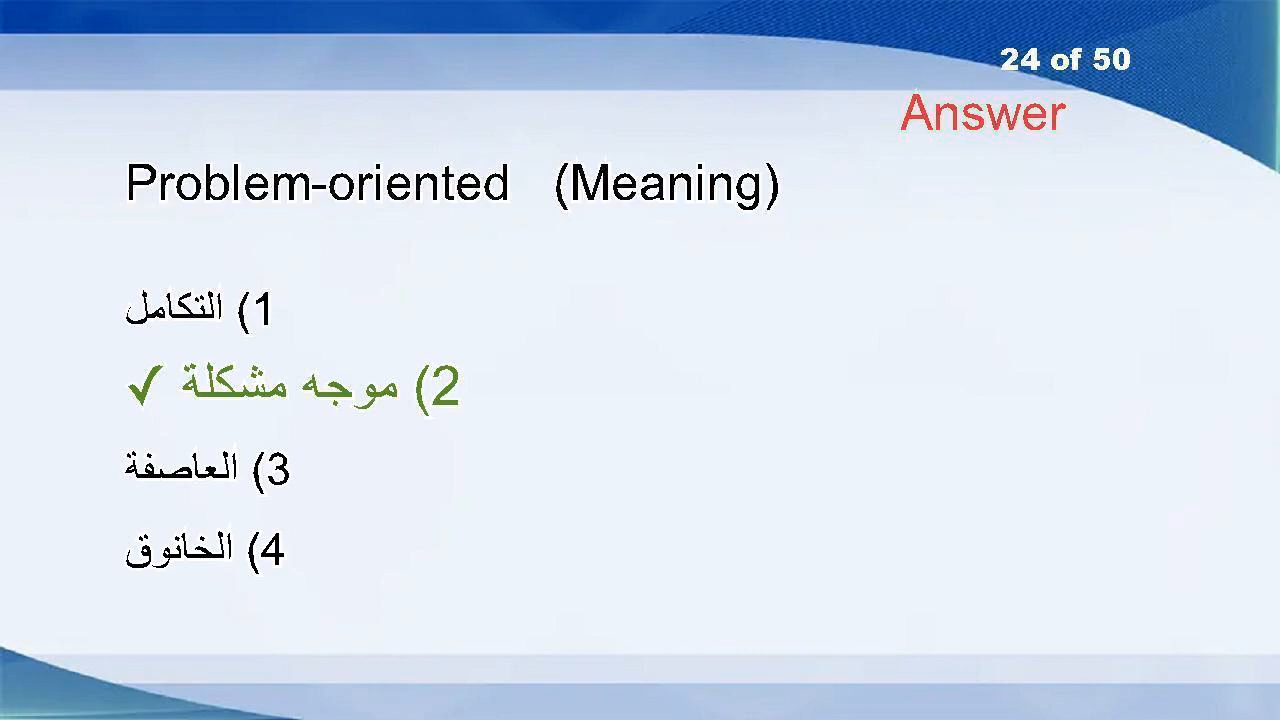 24 of 50
Answer
Problem-oriented (Meaning)
1) التكامل
2) موجه مشكلة ✓
3) العاصفة
4) الخانوق